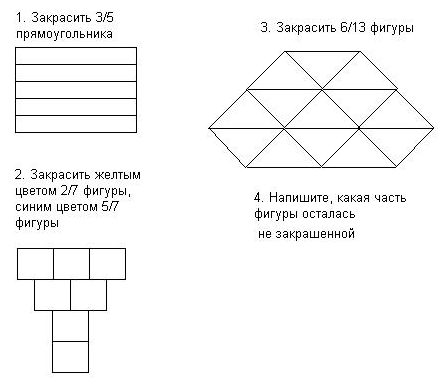 1. Закрасить 3/5
прямоугольника
2. Закрасить желтым
цветом 2/7 фигуры,
синим цветом 5/7
фигуры
3. Закрасить 6/13 фигуры
4. Напишите, какая часть
фигуры осталась
не закрашенной